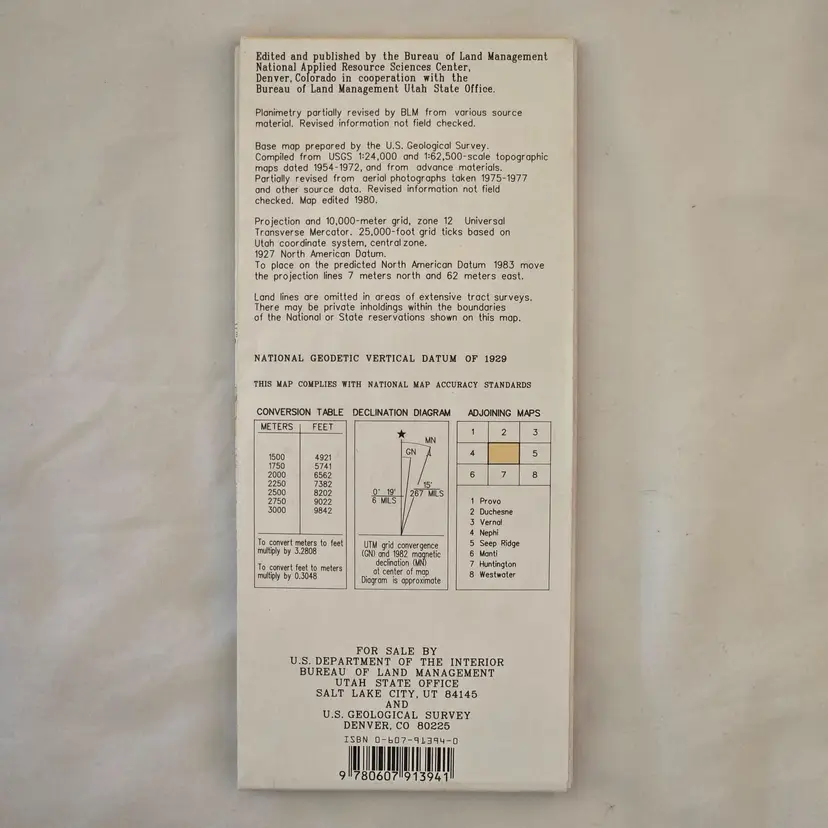 Edited and published by the Bureau of Land Management
National Applied Resource Sciences Center,
Denver, Colorado in cooperation with the
Bureau of Land Management Utah State Office.
Planimetry partially revised by BLM from various source
material. Revised information not field checked.
Base map prepared by the U.S. Geological Survey.
Compiled from USGS 1:24,000 and 1:62,500-scale topographic
maps dated 1954-1972, and from advance materials.
Partially revised from aerial photographs taken 1975-1977
and other source data. Revised information not field
checked. Map edited 1980.
Projection and 10,000-meter grid, zone 12 Universal
Transverse Mercator. 25,000-foot grid ticks based on
Utah coordinate system, central zone.
1927 North American Datum.
To place on the predicted North American Datum 1983 move
the projection lines 7 meters north and 62 meters east.
Land lines are omitted in areas of extensive tract surveys.
There may be private inholdings within the boundaries
of the National or State reservations shown on this map.
NATIONAL GEODETIC VERTICAL DATUM OF 1929
THIS MAP COMPLIES WITH NATIONAL MAP ACCURACY STANDARDS
CONVERSION TABLE
METERS FEET
1500 4921
1750 5741
2000 6562
2250 7382
2500 8202
2750 9022
3000 9842
To convert meters to feet
multiply by 3.2808
To convert feet to meters
multiply by 0.3048
DECLINATION DIAGRAM
MN
GN
15'
0° 19' 267 MILS
6 MILS
UTM grid convergence
(GN) and 1982 magnetic
declination (MN)
at center of map
Diagram is approximate
ADJOINING MAPS
1 2 3
4 5
6 7 8
1 Provo
2 Duchesne
3 Vernal
4 Nephi
5 Seep Ridge
6 Manti
7 Huntington
8 Westwater
FOR SALE BY
U.S. DEPARTMENT OF THE INTERIOR
BUREAU OF LAND MANAGEMENT
UTAH STATE OFFICE
SALT LAKE CITY, UT 84145
AND
U.S. GEOLOGICAL SURVEY
DENVER, CO 80225
ISBN 0-607-91394-0
9 780607 913941